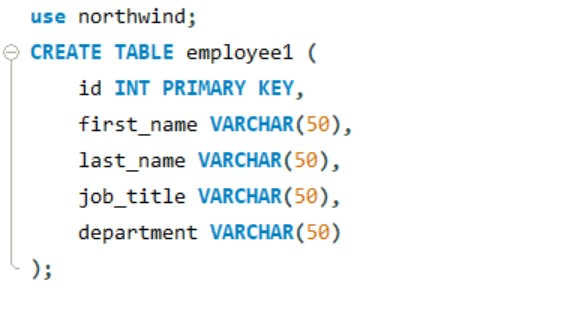 use northwind;
CREATE TABLE employee1 (
    id INT PRIMARY KEY,
    first_name VARCHAR(50),
    last_name VARCHAR(50),
    job_title VARCHAR(50),
    department VARCHAR(50)
);